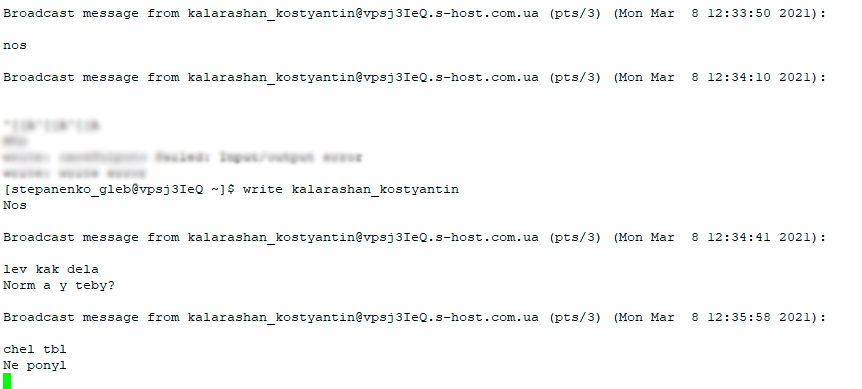 Broadcast message from kalarashan_kostyantin@vpsj3IeQ.s-host.com.ua (pts/3) (Mon Mar  8 12:33:50 2021):
nos
Broadcast message from kalarashan_kostyantin@vpsj3IeQ.s-host.com.ua (pts/3) (Mon Mar  8 12:34:10 2021):
write: Failed: Input/output error
write: write error
[stepanenko_gleb@vpsj3IeQ ~]$ write kalarashan_kostyantin
Nos
Broadcast message from kalarashan_kostyantin@vpsj3IeQ.s-host.com.ua (pts/3) (Mon Mar  8 12:34:41 2021):
lev kak dela
Norm a y teby?
Broadcast message from kalarashan_kostyantin@vpsj3IeQ.s-host.com.ua (pts/3) (Mon Mar  8 12:35:58 2021):
chel tbl
Ne ponyl